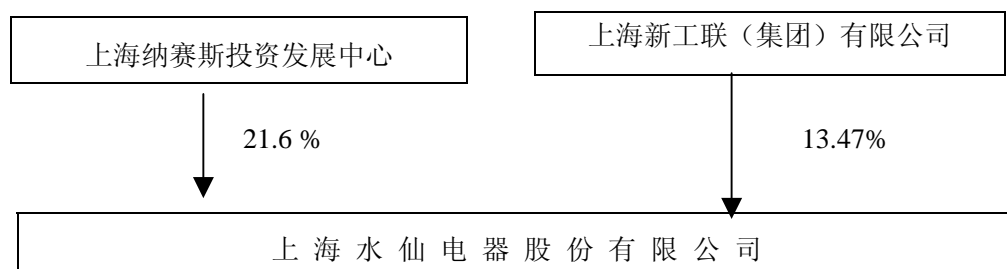 上海纳赛斯投资发展中心
上海新工联（集团）有限公司
21.6 %
13.47%
上 海 水 仙 电 器 股 份 有 限 公 司